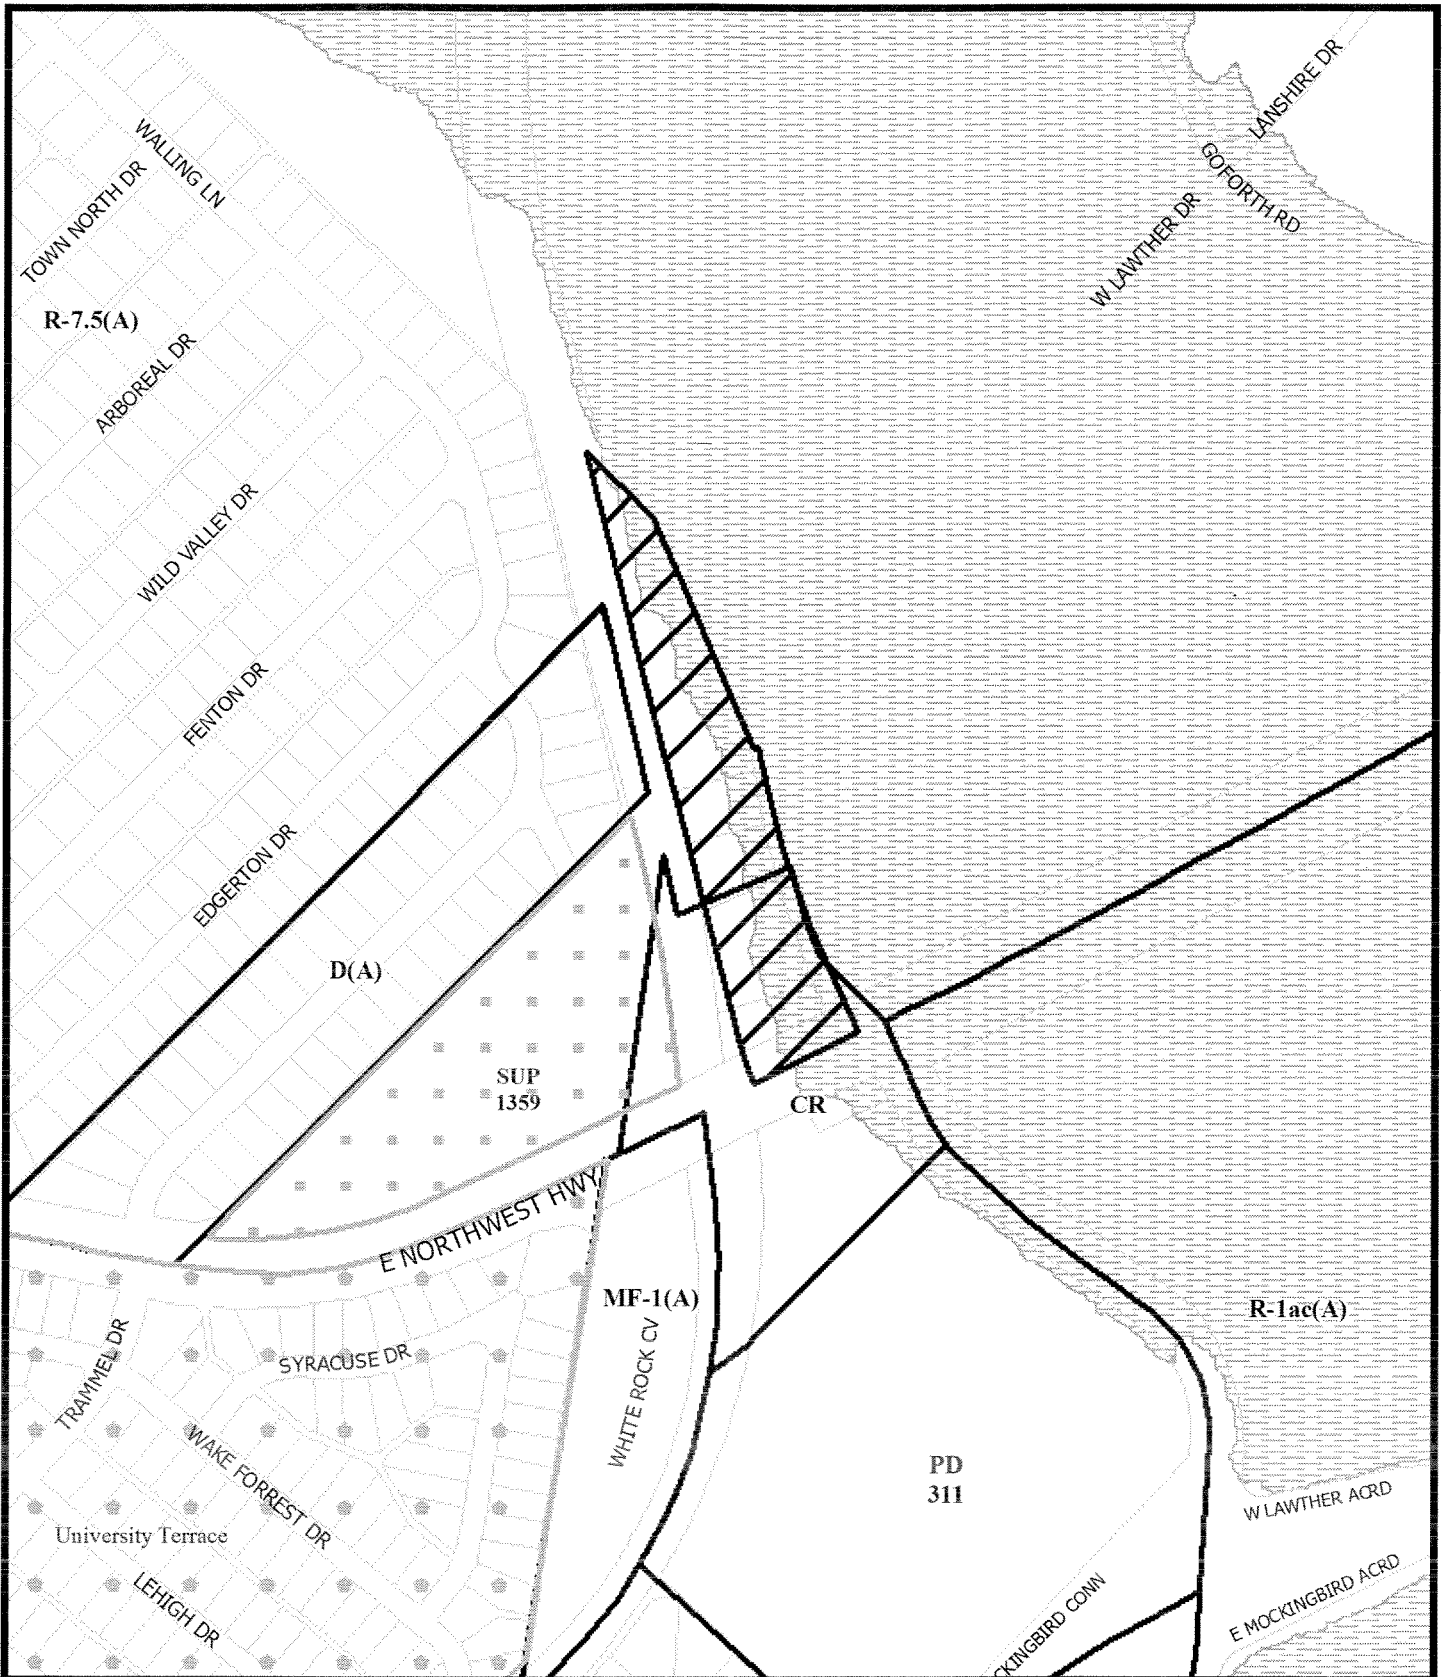 LANSHIRE DR
WALLING LN
GOFORTH RD
TOWN NORTH DR
W LAWTHER DR
R-7.5(A)
ARBOREAL DR
WILD VALLEY DR
FENTON DR
EDGERTON DR
D(A)
SUP
1359
CR
E NORTHWEST HWY
MF-1(A)
R-1ac(A)
TRAMMEL DR
SYRACUSE DR
WHITE ROCK CV
WAKE FORREST DR
PD
311
W LAWTHER ACRD
University Terrace
LEHIGH DR
CKINGBIRD CONN
E MOCKINGBIRD ACRD